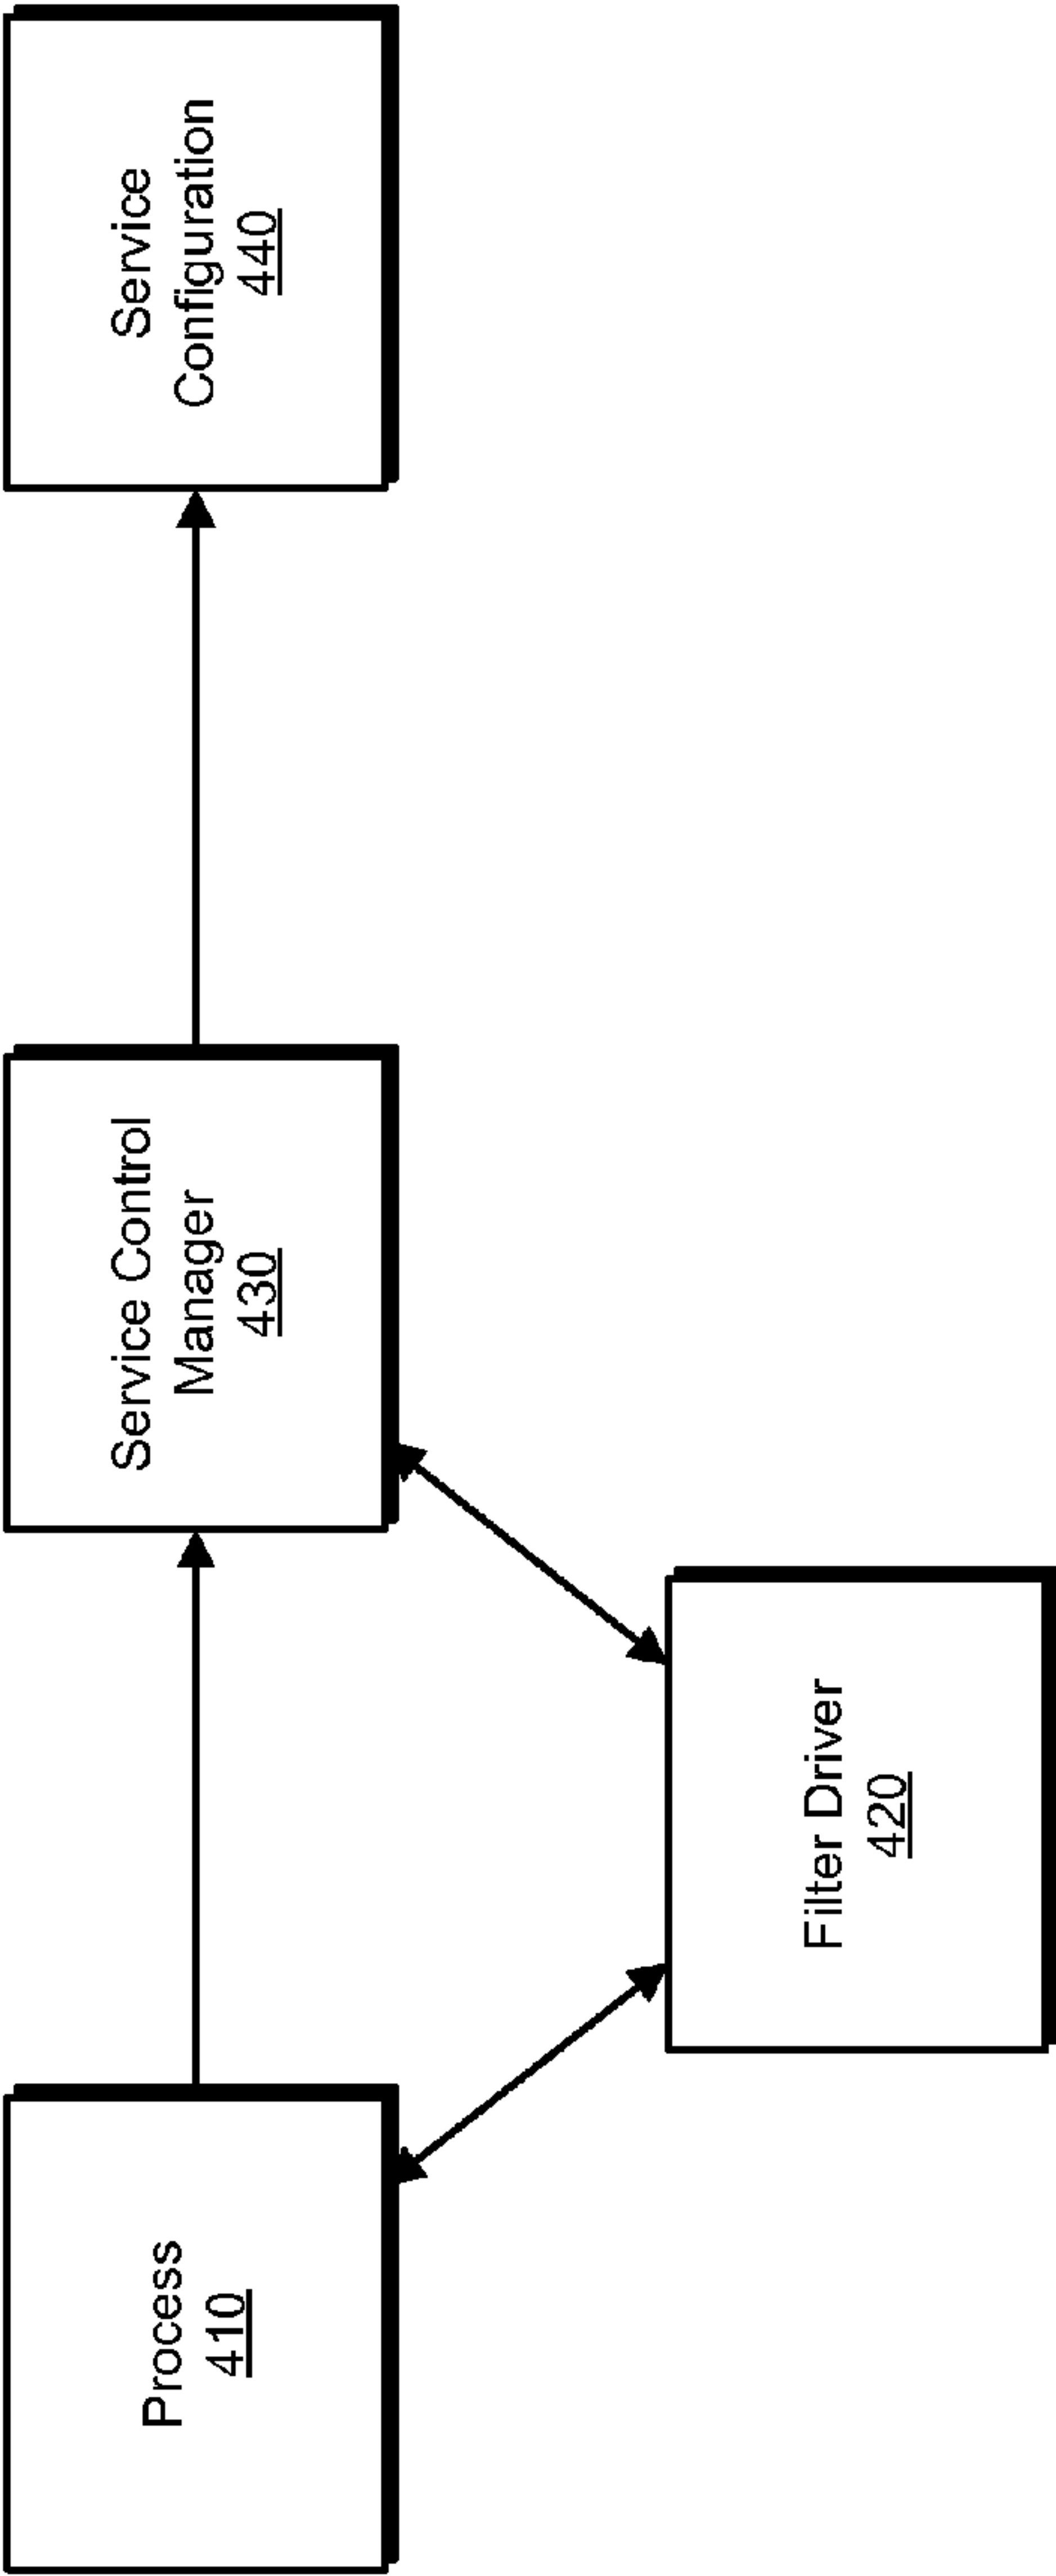 Process
410
Service Control
Manager
430
Service
Configuration
440
Filter Driver
420